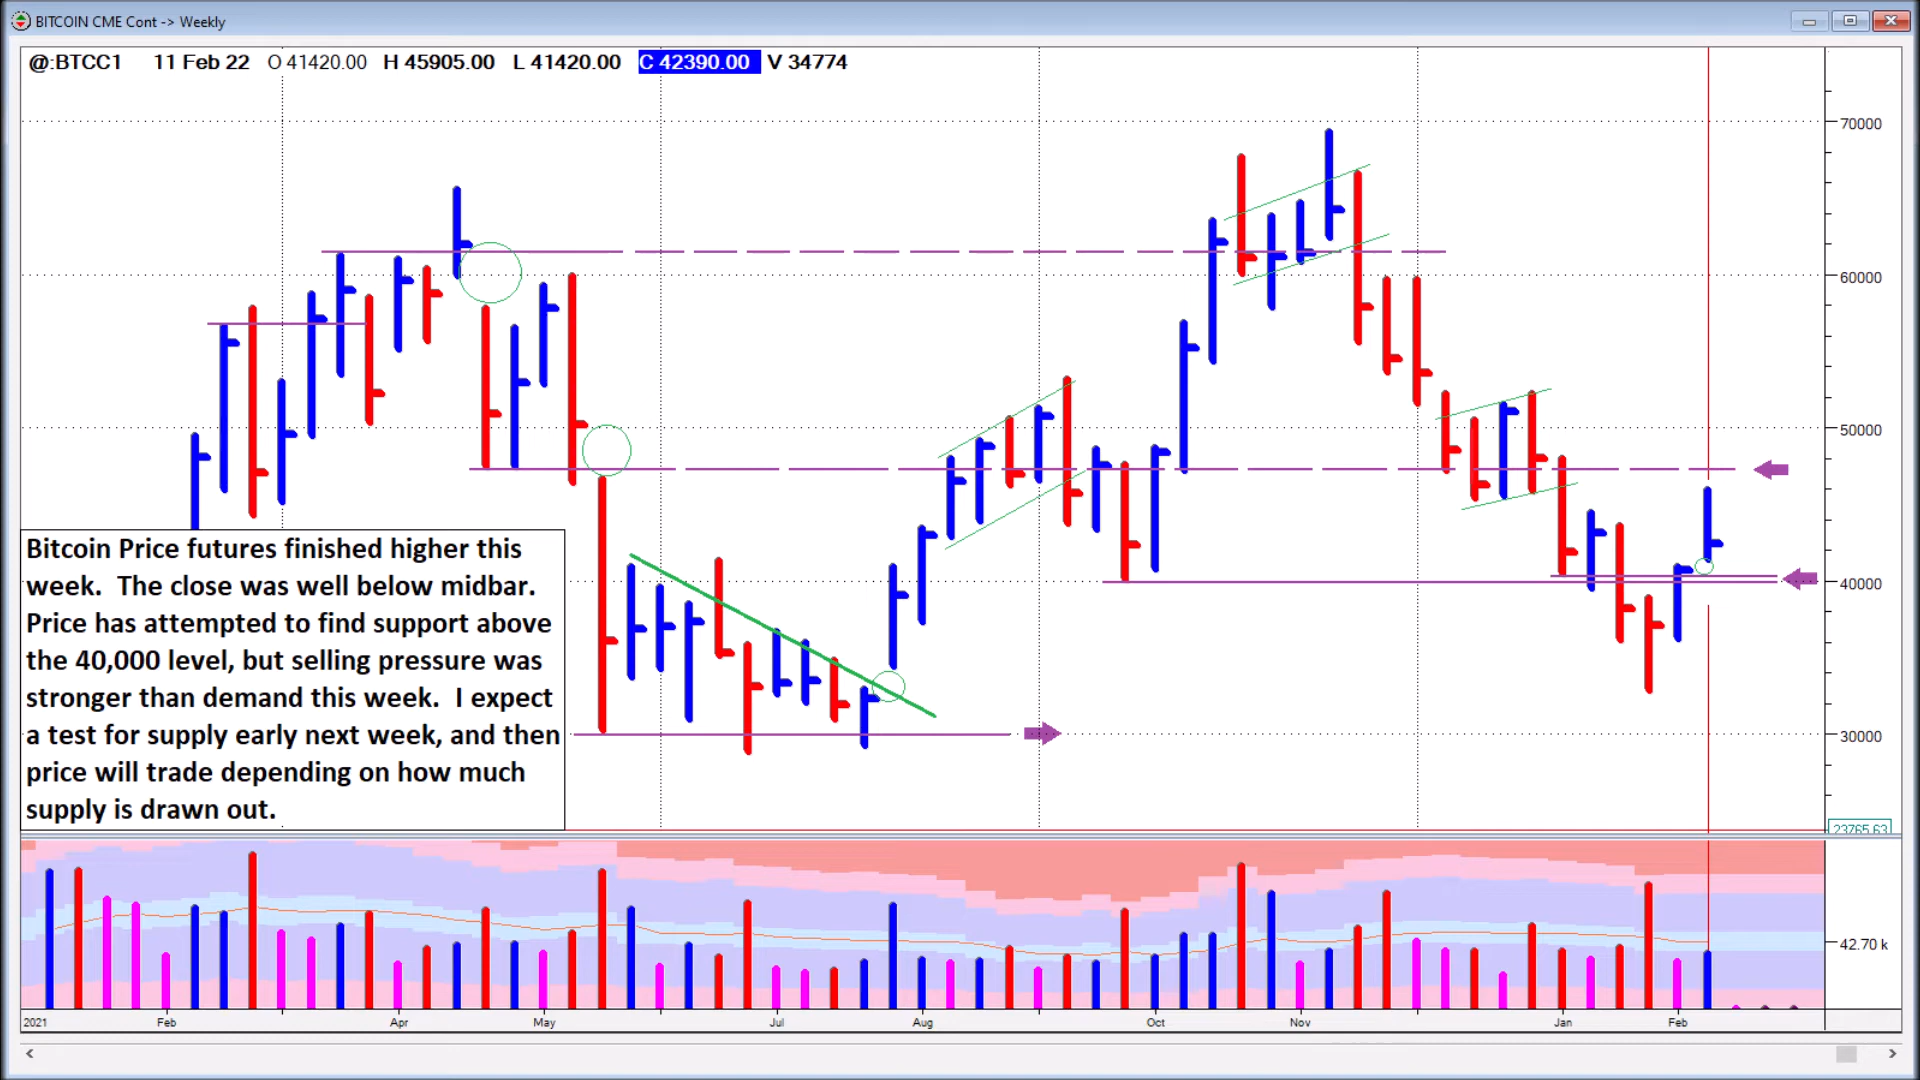 BITCOIN CME Cont -> Weekly
@:BTCC1 11 Feb 22 O 41420.00 H 45905.00 L 41420.00 C 42390.00 V 34774
70000
60000
50000
40000
30000
23765.63
Bitcoin Price futures finished higher this
week. The close was well below midbar.
Price has attempted to find support above
the 40,000 level, but selling pressure was
stronger than demand this week. I expect
a test for supply early next week, and then
price will trade depending on how much
supply is drawn out.
42.70 k
2021 Feb Apr May Jul Aug Oct Nov Jan Feb